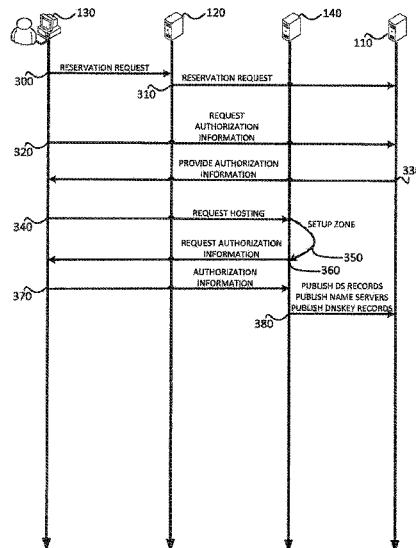 130
120
140
110
RESERVATION REQUEST
300
RESERVATION REQUEST
310
REQUEST
AUTHORIZATION
INFORMATION
320
PROVIDE AUTHORIZATION
INFORMATION
330
REQUEST HOSTING
340
SETUP ZONE
REQUEST AUTHORIZATION
INFORMATION
350
360
AUTHORIZATION
INFORMATION
370
PUBLISH DS RECORDS
PUBLISH NAME SERVERS
PUBLISH DNSKEY RECORDS
380